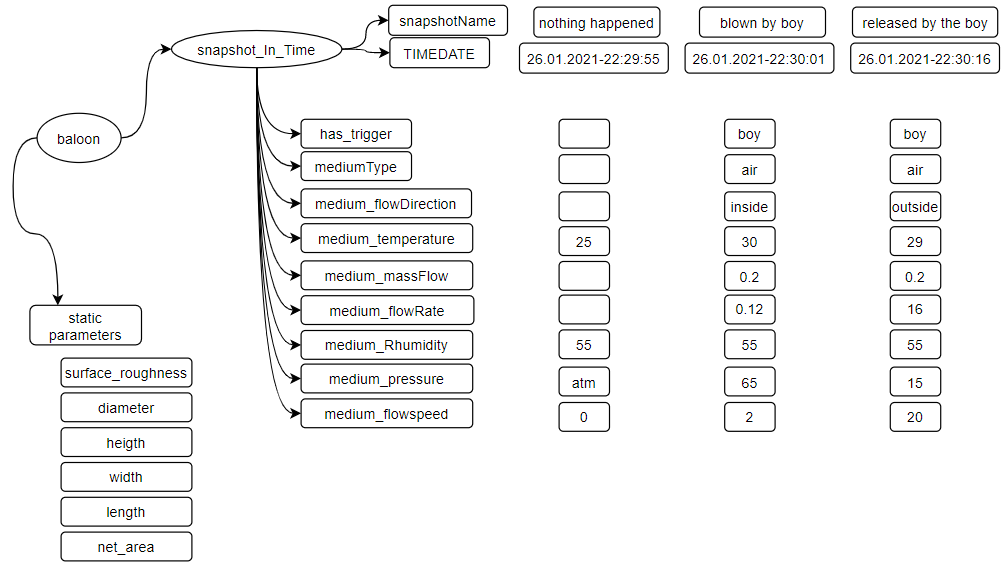 snapshotName
nothing happened
blown by boy
released by the boy
snapshot_In_Time
TIMEDATE
26.01.2021-22:29:55
26.01.2021-22:30:01
26.01.2021-22:30:16
baloon
has_trigger
boy
boy
mediumType
air
air
medium_flowDirection
inside
outside
medium_temperature
25
30
29
medium_massFlow
0.2
0.2
medium_flowRate
0.12
16
static
parameters
medium_Rhumidity
55
55
55
surface_roughness
medium_pressure
atm
65
15
diameter
medium_flowspeed
0
2
20
heigth
width
length
net_area